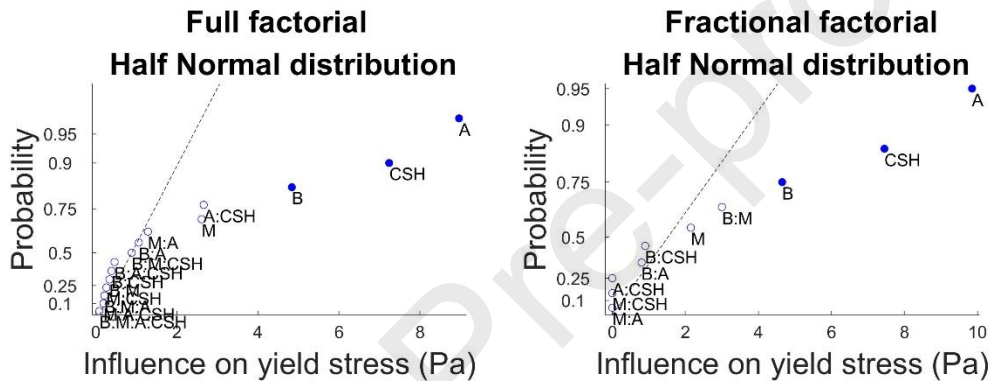 Full factorial
Half Normal distribution
Probability
0.95
0.9
0.75
0.5
0.25
0.1
A
CSH
B
A:CSH
M
M:A
B:A
B:M:CSH
B:A:CSH
B:CSH
B:M
M:CSH
B:M:A
M:A:CSH
B:M:A:CSH
0
2
4
6
8
Influence on yield stress (Pa)
Fractional factorial
Half Normal distribution
Probability
0.95
0.9
0.75
0.5
0.25
0.1
A
CSH
B
B:M
M
B:CSH
B:A
A:CSH
M:CSH
M:A
0
2
4
6
8
10
Influence on yield stress (Pa)
Pre-pro